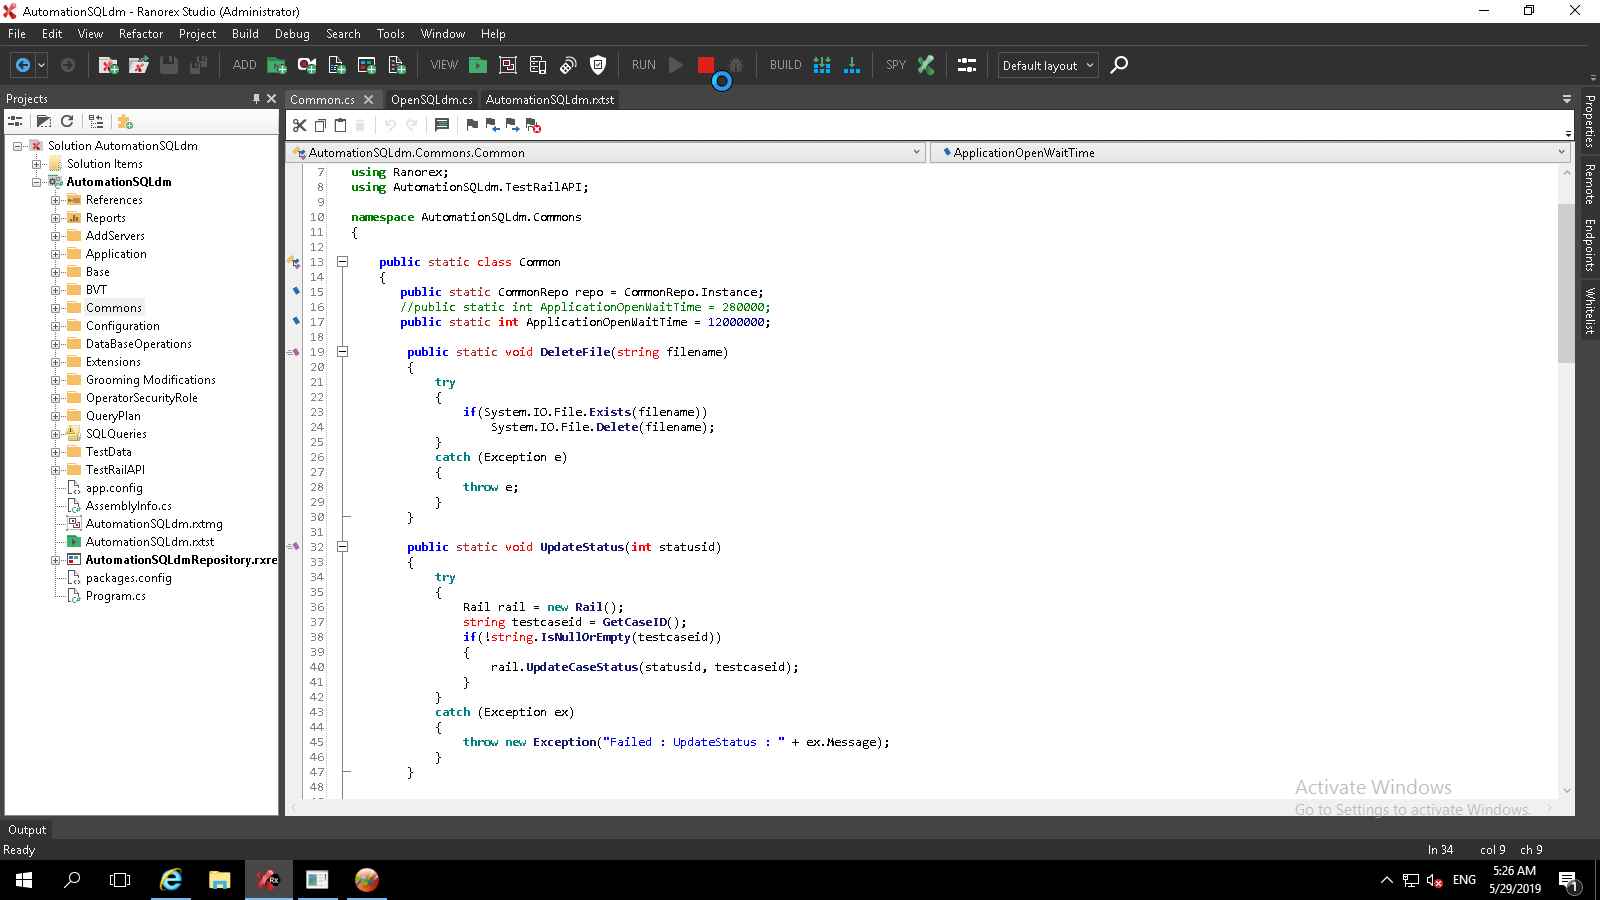 AutomationSQLdm - Ranorex Studio (Administrator)
File Edit View Refactor Project Build Debug Search Tools Window Help
ADD VIEW RUN BUILD SPY Default layout
Projects
Common.cs OpenSQLdm.cs AutomationSQLdm.rxtst
AutomationSQLdm.Commons.Common ApplicationOpenWaitTime
Solution AutomationSQLdm
Solution Items
AutomationSQLdm
References
Reports
AddServers
Application
Base
BVT
Commons
Configuration
DataBaseOperations
Extensions
Grooming Modifications
OperatorSecurityRole
QueryPlan
SQLQueries
TestData
TestRailAPI
app.config
AssemblyInfo.cs
AutomationSQLdm.rxtmg
AutomationSQLdm.rxtst
AutomationSQLdmRepository.rxre
packages.config
Program.cs
7 using Ranorex;
8 using AutomationSQLdm.TestRailAPI;
9
10 namespace AutomationSQLdm.Commons
11 {
12
13 public static class Common
14 {
15 public static CommonRepo repo = CommonRepo.Instance;
16 //public static int ApplicationOpenWaitTime = 280000;
17 public static int ApplicationOpenWaitTime = 12000000;
18
19 public static void DeleteFile(string filename)
20 {
21 try
22 {
23 if(System.IO.File.Exists(filename))
24 System.IO.File.Delete(filename);
25 }
26 catch (Exception e)
27 {
28 throw e;
29 }
30 }
31
32 public static void UpdateStatus(int statusid)
33 {
34 try
35 {
36 Rail rail = new Rail();
37 string testcaseid = GetCaseID();
38 if(!string.IsNullOrEmpty(testcaseid))
39 {
40 rail.UpdateCaseStatus(statusid, testcaseid);
41 }
42 }
43 catch (Exception ex)
44 {
45 throw new Exception("Failed : UpdateStatus : " + ex.Message);
46 }
47 }
48
Properties
Remote Endpoints
Whitelist
Activate Windows
Go to Settings to activate Windows.
Output
Ready ln 34 col 9 ch 9
ENG
5:26 AM
5/29/2019
1